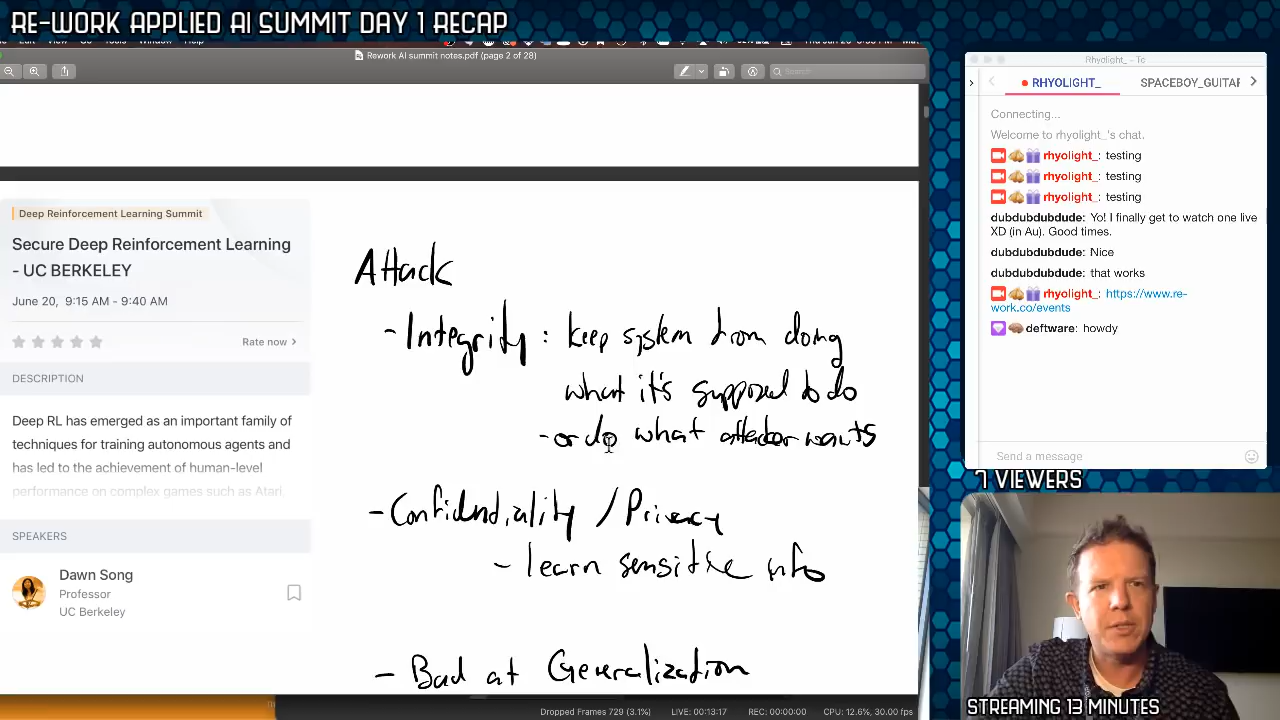 RE-WORK APPLIED AI SUMMIT DAY 1 RECAP
Rework AI summit notes.pdf (page 2 of 28)
Search
Deep Reinforcement Learning Summit
Secure Deep Reinforcement Learning
- UC BERKELEY
June 20, 9:15 AM - 9:40 AM
Rate now >
DESCRIPTION
Deep RL has emerged as an important family of
techniques for training autonomous agents and
has led to the achievement of human-level
performance on complex games such as Atari,
SPEAKERS
Dawn Song
Professor
UC Berkeley
Attack
- Integrity : keep system from doing
what it's supposed to do
- or do what attacker wants
- Confidentiality / Privacy
- learn sensitive info
- Bad at Generalization
Rhyolight_ - Tc
RHYOLIGHT_
SPACEBOY_GUITAR
Connecting...
Welcome to rhyolight_'s chat.
rhyolight_: testing
rhyolight_: testing
rhyolight_: testing
dubdubdubdude: Yo! I finally get to watch one live
XD (in Au). Good times.
dubdubdubdude: Nice
dubdubdubdude: that works
rhyolight_: https://www.re-
work.co/events
deftware: howdy
Send a message
7 VIEWERS
STREAMING 13 MINUTES
Dropped Frames 729 (3.1%)
LIVE: 00:13:17
REC: 00:00:00
CPU: 12.6%, 30.00 fps